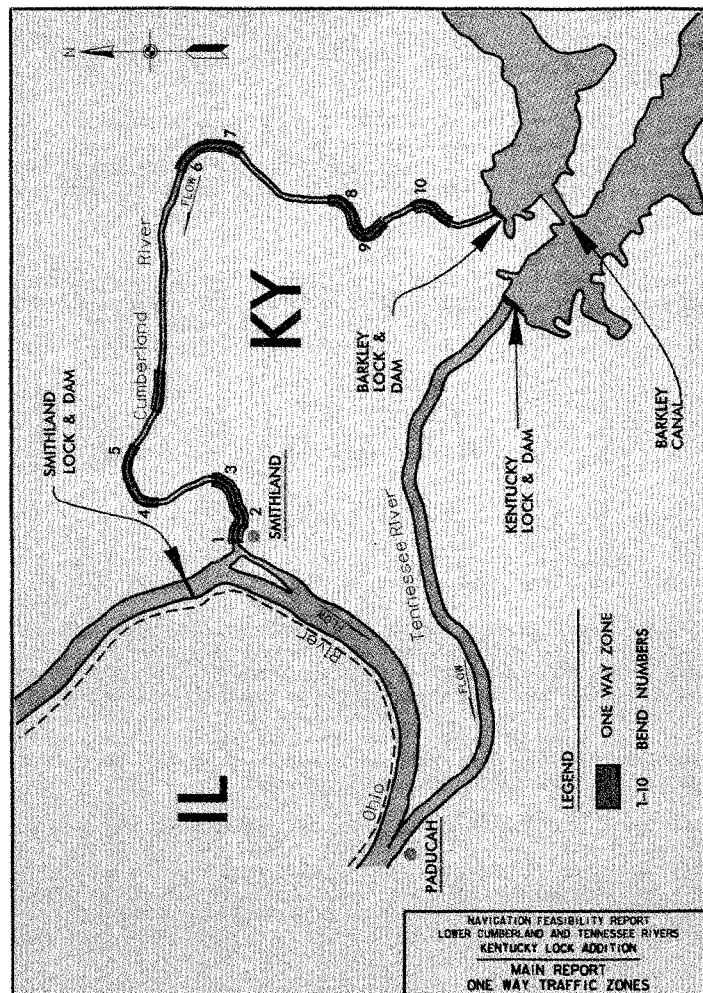 N
SMITHLAND
LOCK & DAM
5
4
3
2
1
SMITHLAND
Cumberland River
FLOW
6
7
8
9
10
KY
BARKLEY
LOCK &
DAM
IL
Ohio River
FLOW
Tennessee River
FLOW
PADUCAH
KENTUCKY
LOCK & DAM
BARKLEY
CANAL
LEGEND
ONE WAY ZONE
1-10 BEND NUMBERS
NAVIGATION FEASIBILITY REPORT
LOWER CUMBERLAND AND TENNESSEE RIVERS
KENTUCKY LOCK ADDITION
MAIN REPORT
ONE WAY TRAFFIC ZONES